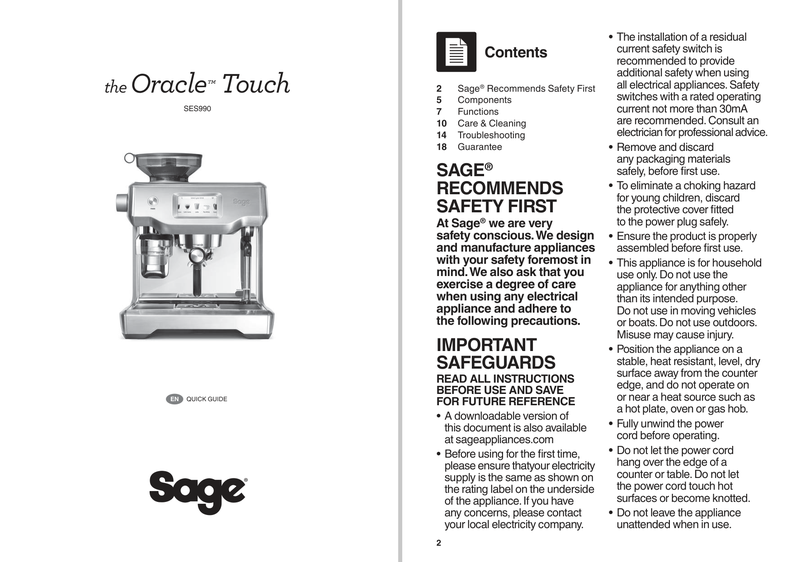 the Oracle™ Touch
SES990
Sage
EN QUICK GUIDE
Sage®
Contents
2 Sage® Recommends Safety First
5 Components
7 Functions
10 Care & Cleaning
14 Troubleshooting
18 Guarantee
SAGE®
RECOMMENDS
SAFETY FIRST
At Sage® we are very
safety conscious. We design
and manufacture appliances
with your safety foremost in
mind. We also ask that you
exercise a degree of care
when using any electrical
appliance and adhere to
the following precautions.
IMPORTANT
SAFEGUARDS
READ ALL INSTRUCTIONS
BEFORE USE AND SAVE
FOR FUTURE REFERENCE
• A downloadable version of
this document is also available
at sageappliances.com
• Before using for the first time,
please ensure thatyour electricity
supply is the same as shown on
the rating label on the underside
of the appliance. If you have
any concerns, please contact
your local electricity company.
2
• The installation of a residual
current safety switch is
recommended to provide
additional safety when using
all electrical appliances. Safety
switches with a rated operating
current not more than 30mA
are recommended. Consult an
electrician for professional advice.
• Remove and discard
any packaging materials
safely, before first use.
• To eliminate a choking hazard
for young children, discard
the protective cover fitted
to the power plug safely.
• Ensure the product is properly
assembled before first use.
• This appliance is for household
use only. Do not use the
appliance for anything other
than its intended purpose.
Do not use in moving vehicles
or boats. Do not use outdoors.
Misuse may cause injury.
• Position the appliance on a
stable, heat resistant, level, dry
surface away from the counter
edge, and do not operate on
or near a heat source such as
a hot plate, oven or gas hob.
• Fully unwind the power
cord before operating.
• Do not let the power cord
hang over the edge of a
counter or table. Do not let
the power cord touch hot
surfaces or become knotted.
• Do not leave the appliance
unattended when in use.